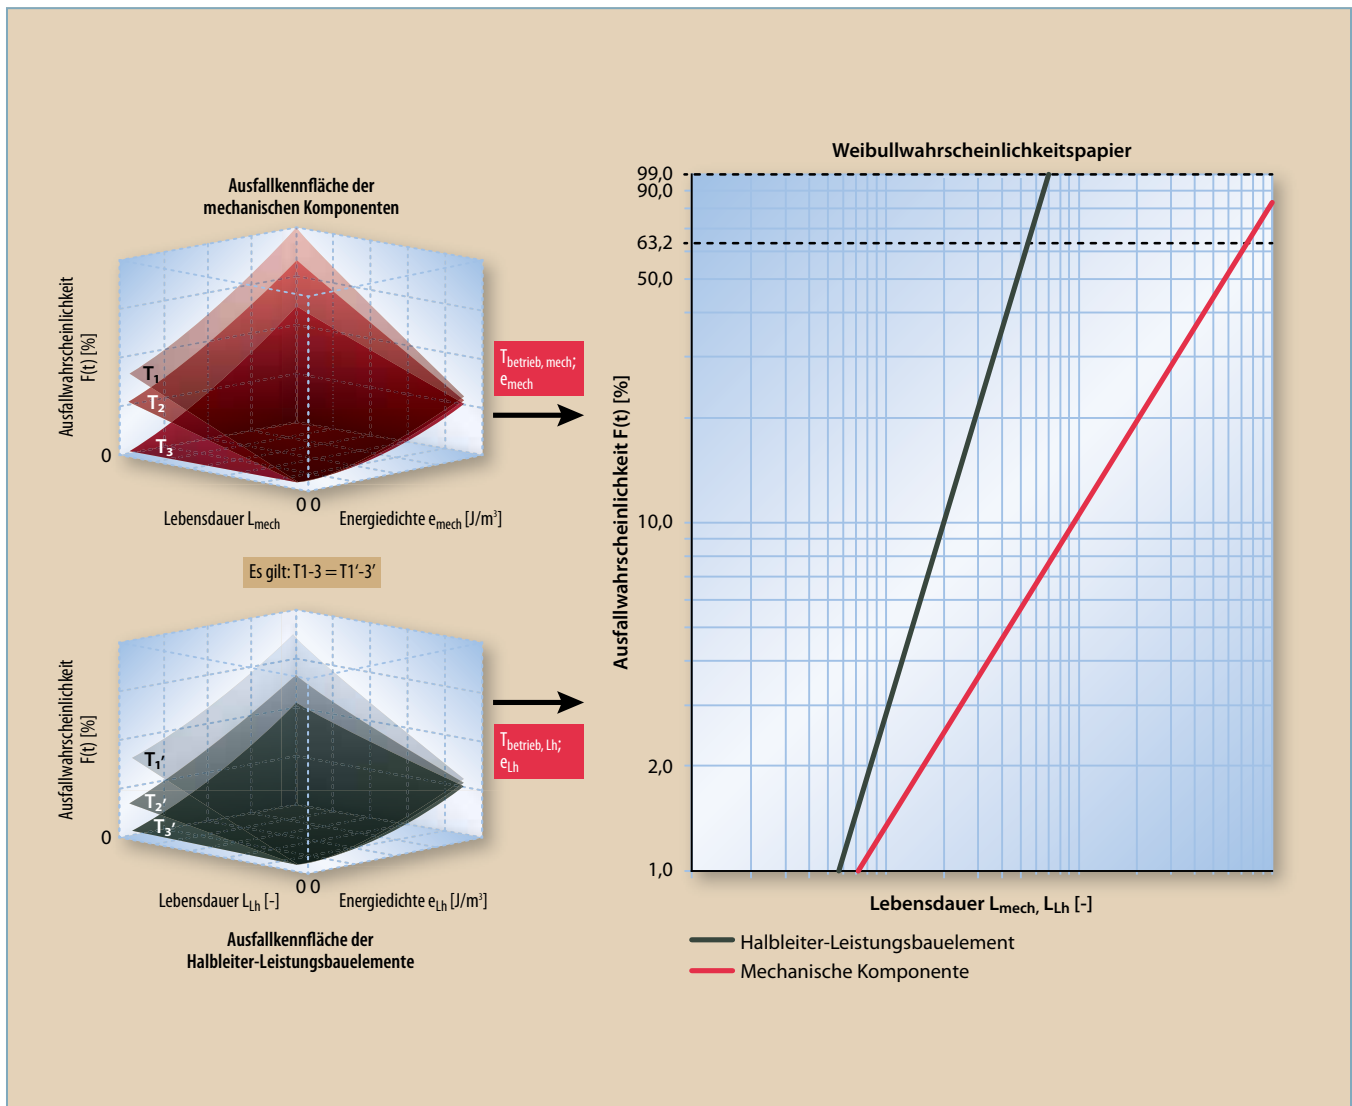 Ausfallkennfläche der
mechanischen Komponenten
Ausfallwahrscheinlichkeit
F(t) [%]
T1
T2
T3
0
0 0
Lebensdauer Lmech
Energiedichte emech [J/m³]
Tbetrieb, mech;
emech
Es gilt: T1-3 = T1‘-3’
Ausfallwahrscheinlichkeit
F(t) [%]
T1’
T2’
T3’
0
0 0
Lebensdauer LLh [-]
Energiedichte eLh [J/m³]
Tbetrieb, Lh;
eLh
Ausfallkennfläche der
Halbleiter-Leistungsbauelemente
Weibullwahrscheinlichkeitspapier
Ausfallwahrscheinlichkeit F(t) [%]
99,0
90,0
63,2
50,0
10,0
2,0
1,0
Lebensdauer Lmech, LLh [-]
Halbleiter-Leistungsbauelement
Mechanische Komponente